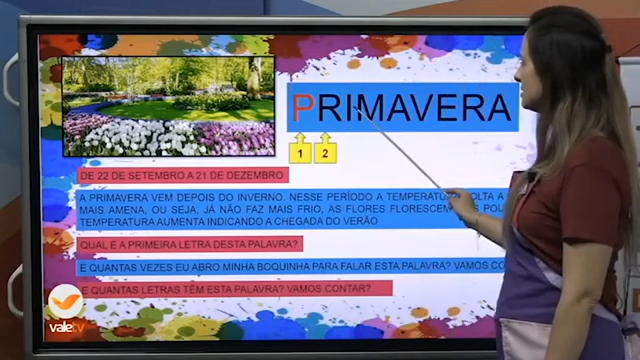 PRIMAVERA
1 2
DE 22 DE SETEMBRO A 21 DE DEZEMBRO
A PRIMAVERA VEM DEPOIS DO INVERNO. NESSE PERÍODO A TEMPERATURA VOLTA A
MAIS AMENA, OU SEJA, JÁ NÃO FAZ MAIS FRIO, AS FLORES FLORESCEM
TEMPERATURA AUMENTA INDICANDO A CHEGADA DO VERÃO
QUAL É A PRIMEIRA LETRA DESTA PALAVRA?
E QUANTAS VEZES EU ABRO MINHA BOQUINHA PARA FALAR ESTA PALAVRA? VAMOS
E QUANTAS LETRAS TÊM ESTA PALAVRA? VAMOS CONTAR?
valetv